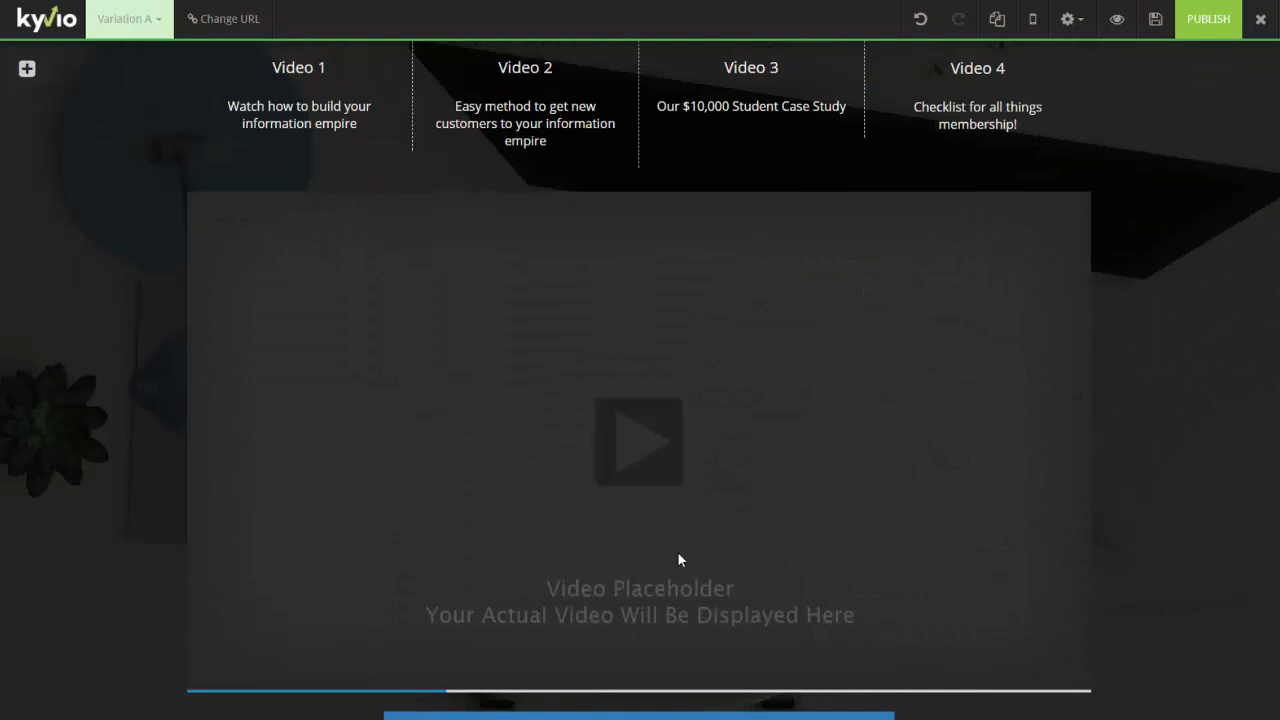 kyvio
Variation A
Change URL
PUBLISH
Video 1
Watch how to build your
information empire
Video 2
Easy method to get new
customers to your information
empire
Video 3
Our $10,000 Student Case Study
Video 4
Checklist for all things
membership!
Video Placeholder
Your Actual Video Will Be Displayed Here